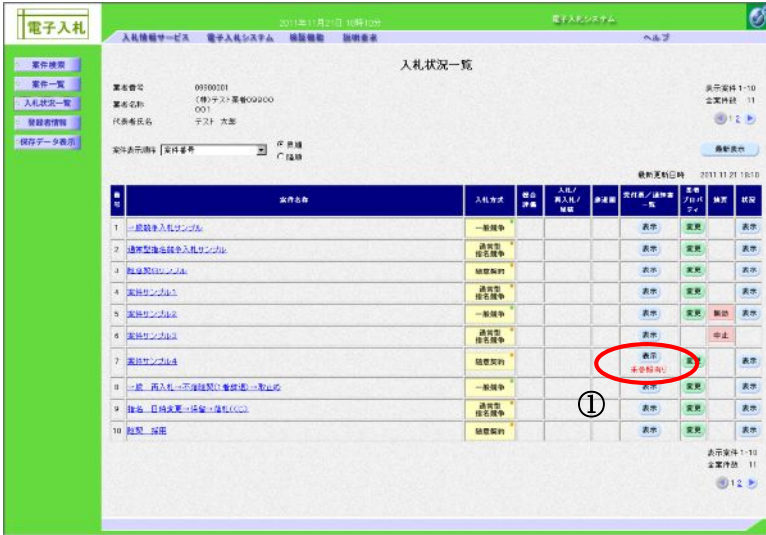 電子入札
2011年11月21日 18時10分
電子入札システム
入札情報サービス 電子入札システム 検証機能 説明要求
ヘルプ
案件検索
案件一覧
入札状況一覧
登録者情報
保存データ表示
入札状況一覧
業者番号 09900001
業者名称 (株)テスト業者09900
001
代表者氏名 テスト 太郎
表示案件 1-10
全案件数 11
1 2
案件表示順序 案件番号
昇順
降順
最新表示
最新更新日時 2011.11.21 18:10
番号 案件名称 入札方式 総合評価 入札/再入札/見積 受付票/通知書一覧 業者プロパティ 摘要 状況
1 一般競争入札サンプル 一般競争 表示 変更 表示
2 通常型指名競争入札サンプル 通常型指名競争 表示 変更 表示
3 随意契約サンプル 随意契約 表示 変更 表示
4 案件サンプル1 通常型指名競争 表示 変更 表示
5 案件サンプル2 一般競争 表示 変更 無効 表示
6 案件サンプル3 通常型指名競争 表示 中止
7 案件サンプル4 随意契約 表示 未参照有り 変更 表示
8 一般 再入札→不落随契(1者辞退)→取止め 一般競争 表示 変更 表示
9 指名 日時変更→保留→落札(くじ) 通常型指名競争 表示 変更 表示
10 随契 採用 随意契約 表示 変更 表示
①
表示案件 1-10
全案件数 11
1 2